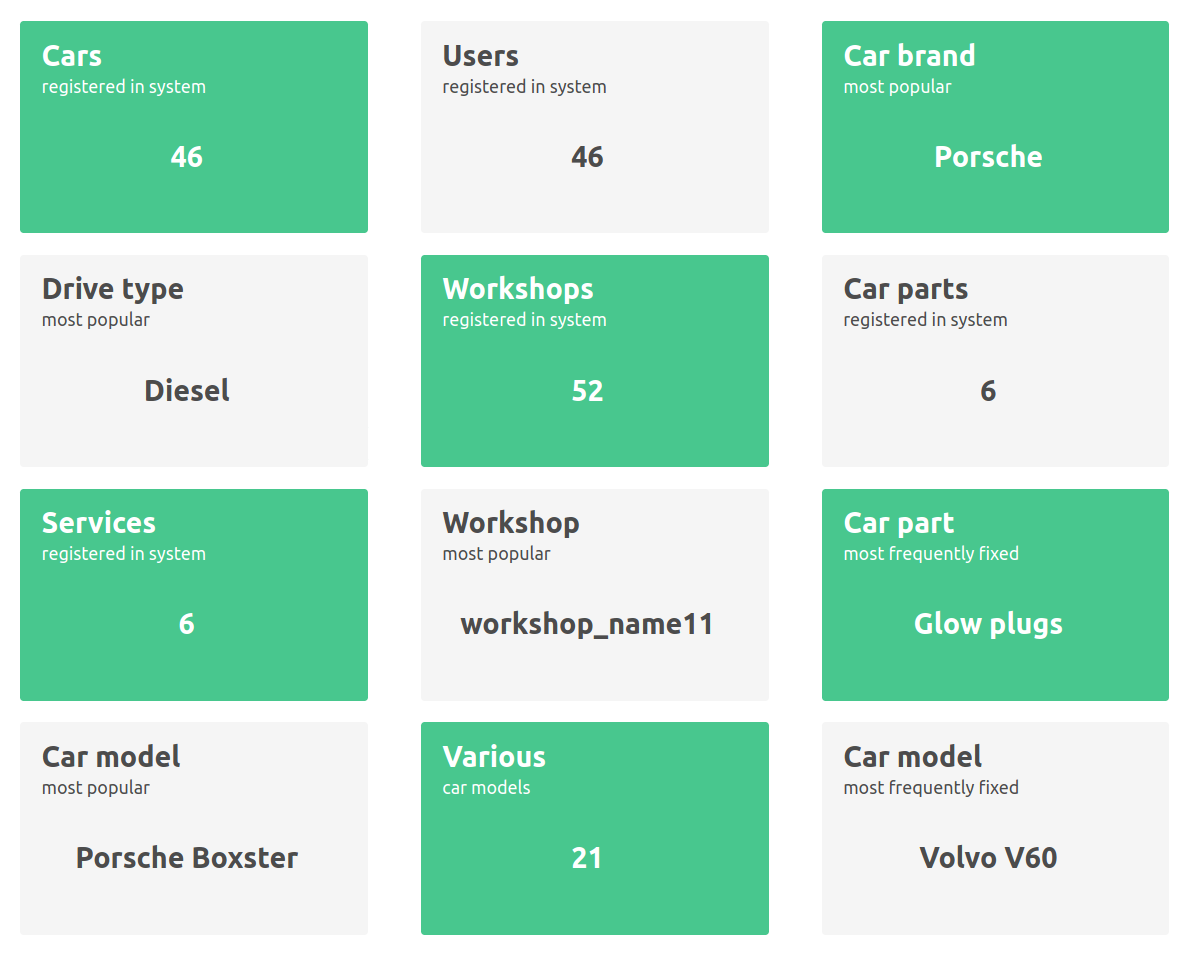 Cars
registered in system
46
Users
registered in system
46
Car brand
most popular
Porsche
Drive type
most popular
Diesel
Workshops
registered in system
52
Car parts
registered in system
6
Services
registered in system
6
Workshop
most popular
workshop_name11
Car part
most frequently fixed
Glow plugs
Car model
most popular
Porsche Boxster
Various
car models
21
Car model
most frequently fixed
Volvo V60